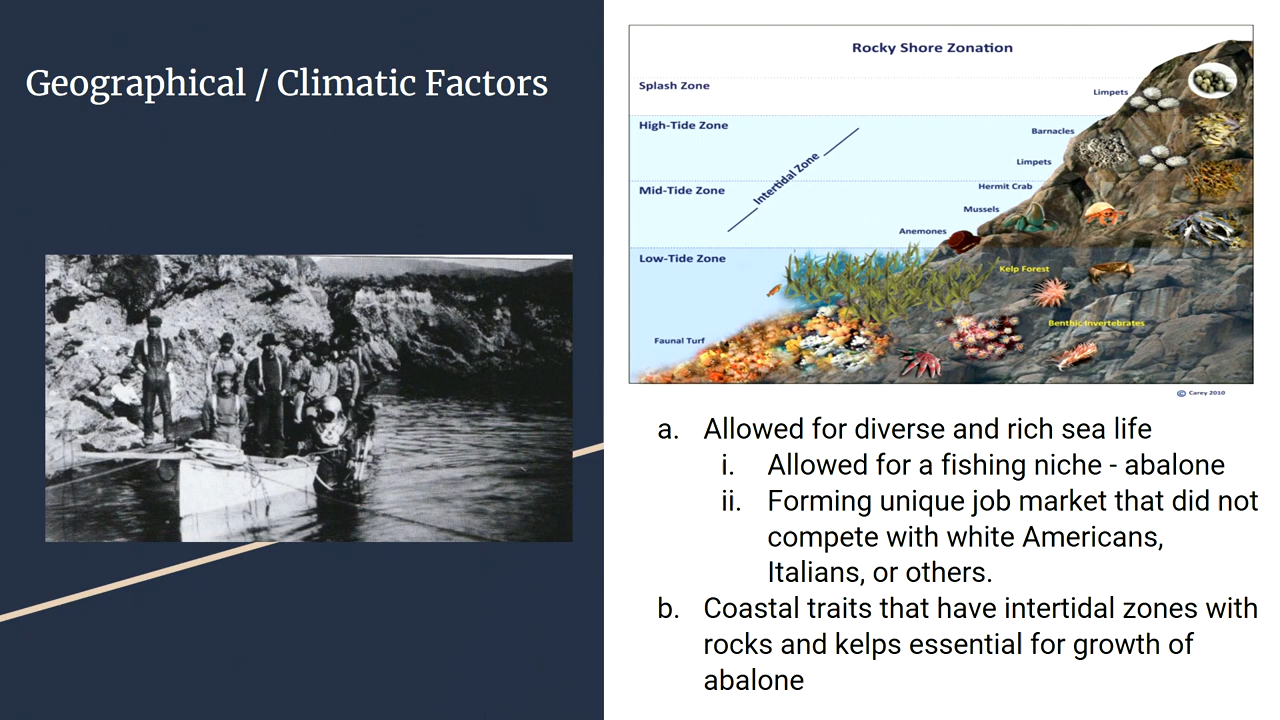 Geographical / Climatic Factors
Rocky Shore Zonation
Splash Zone
Limpets
High-Tide Zone
Barnacles
Intertidal Zone
Limpets
Mid-Tide Zone
Hermit Crab
Mussels
Anemones
Low-Tide Zone
Kelp Forest
Benthic Invertebrates
Faunal Turf
© Carey 2010
a. Allowed for diverse and rich sea life
i. Allowed for a fishing niche - abalone
ii. Forming unique job market that did not
compete with white Americans,
Italians, or others.
b. Coastal traits that have intertidal zones with
rocks and kelps essential for growth of
abalone